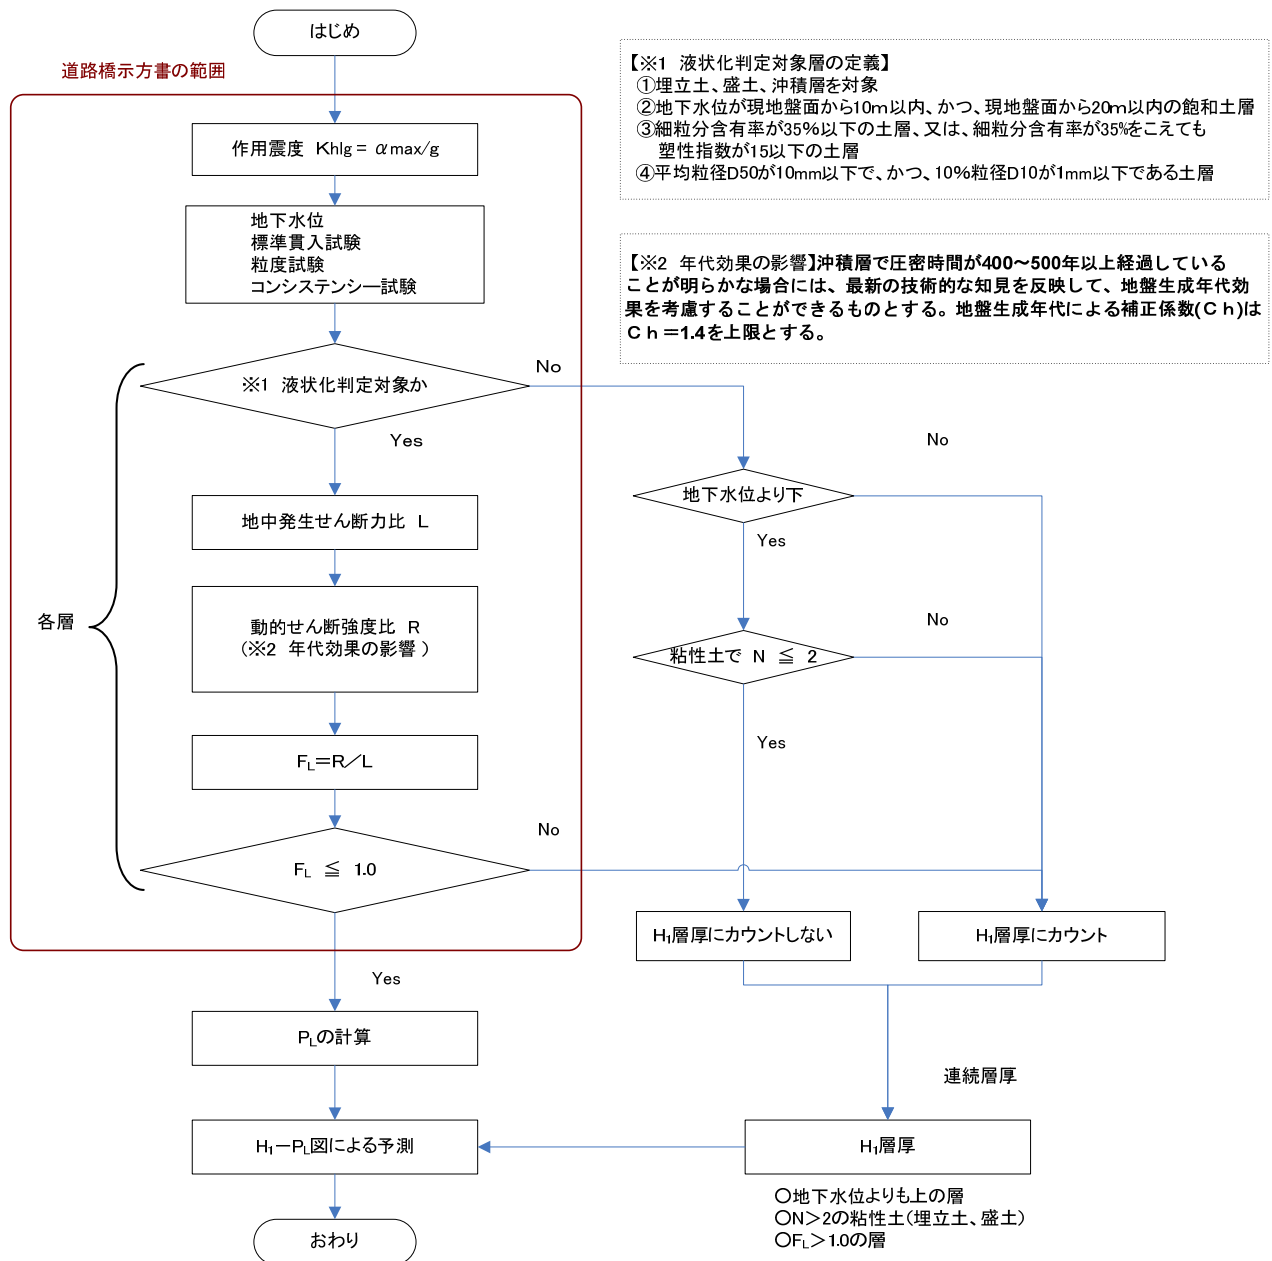 はじめ
道路橋示方書の範囲
作用震度 Khlg = αmax/g
地下水位
標準貫入試験
粒度試験
コンシステンシー試験
※1 液状化判定対象か
No
Yes
地中発生せん断力比 L
動的せん断強度比 R
(※2 年代効果の影響 )
FL=R/L
各層
FL ≦ 1.0
No
Yes
PLの計算
H1-PL図による予測
おわり
【※1 液状化判定対象層の定義】
①埋立土、盛土、沖積層を対象
②地下水位が現地盤面から10m以内、かつ、現地盤面から20m以内の飽和土層
③細粒分含有率が35%以下の土層、又は、細粒分含有率が35%をこえても
塑性指数が15以下の土層
④平均粒径D50が10mm以下で、かつ、10%粒径D10が1mm以下である土層
【※2 年代効果の影響】沖積層で圧密時間が400~500年以上経過している
ことが明らかな場合には、最新の技術的な知見を反映して、地盤生成年代効
果を考慮することができるものとする。地盤生成年代による補正係数(Ch)は
Ch=1.4を上限とする。
No
地下水位より下
Yes
No
粘性土で N ≦ 2
Yes
H1層厚にカウントしない
H1層厚にカウント
連続層厚
H1層厚
○地下水位よりも上の層
○N>2の粘性土(埋立土、盛土)
○FL>1.0の層